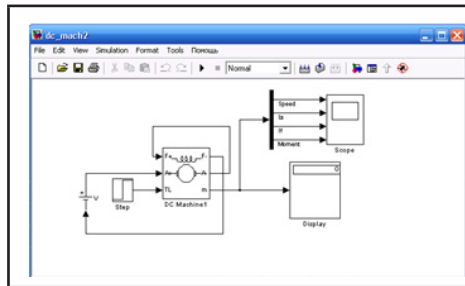 dc_mach2
File Edit View Simulation Format Tools Помощь
Normal
Speed
Ia
If
Moment
Scope
F+ F-
A+ A-
TL m
DC Machine1
Step
+
V
0
Display